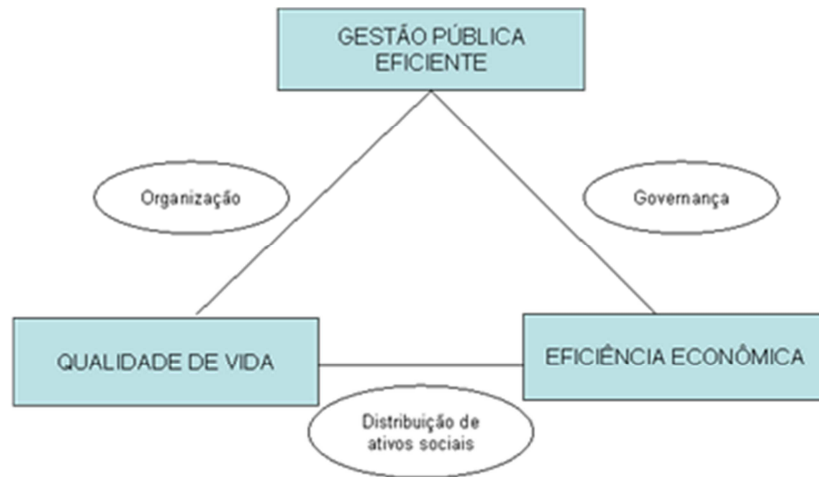 GESTÃO PÚBLICA
EFICIENTE
Organização
Governança
QUALIDADE DE VIDA
EFICIÊNCIA ECONÔMICA
Distribuição de
ativos sociais